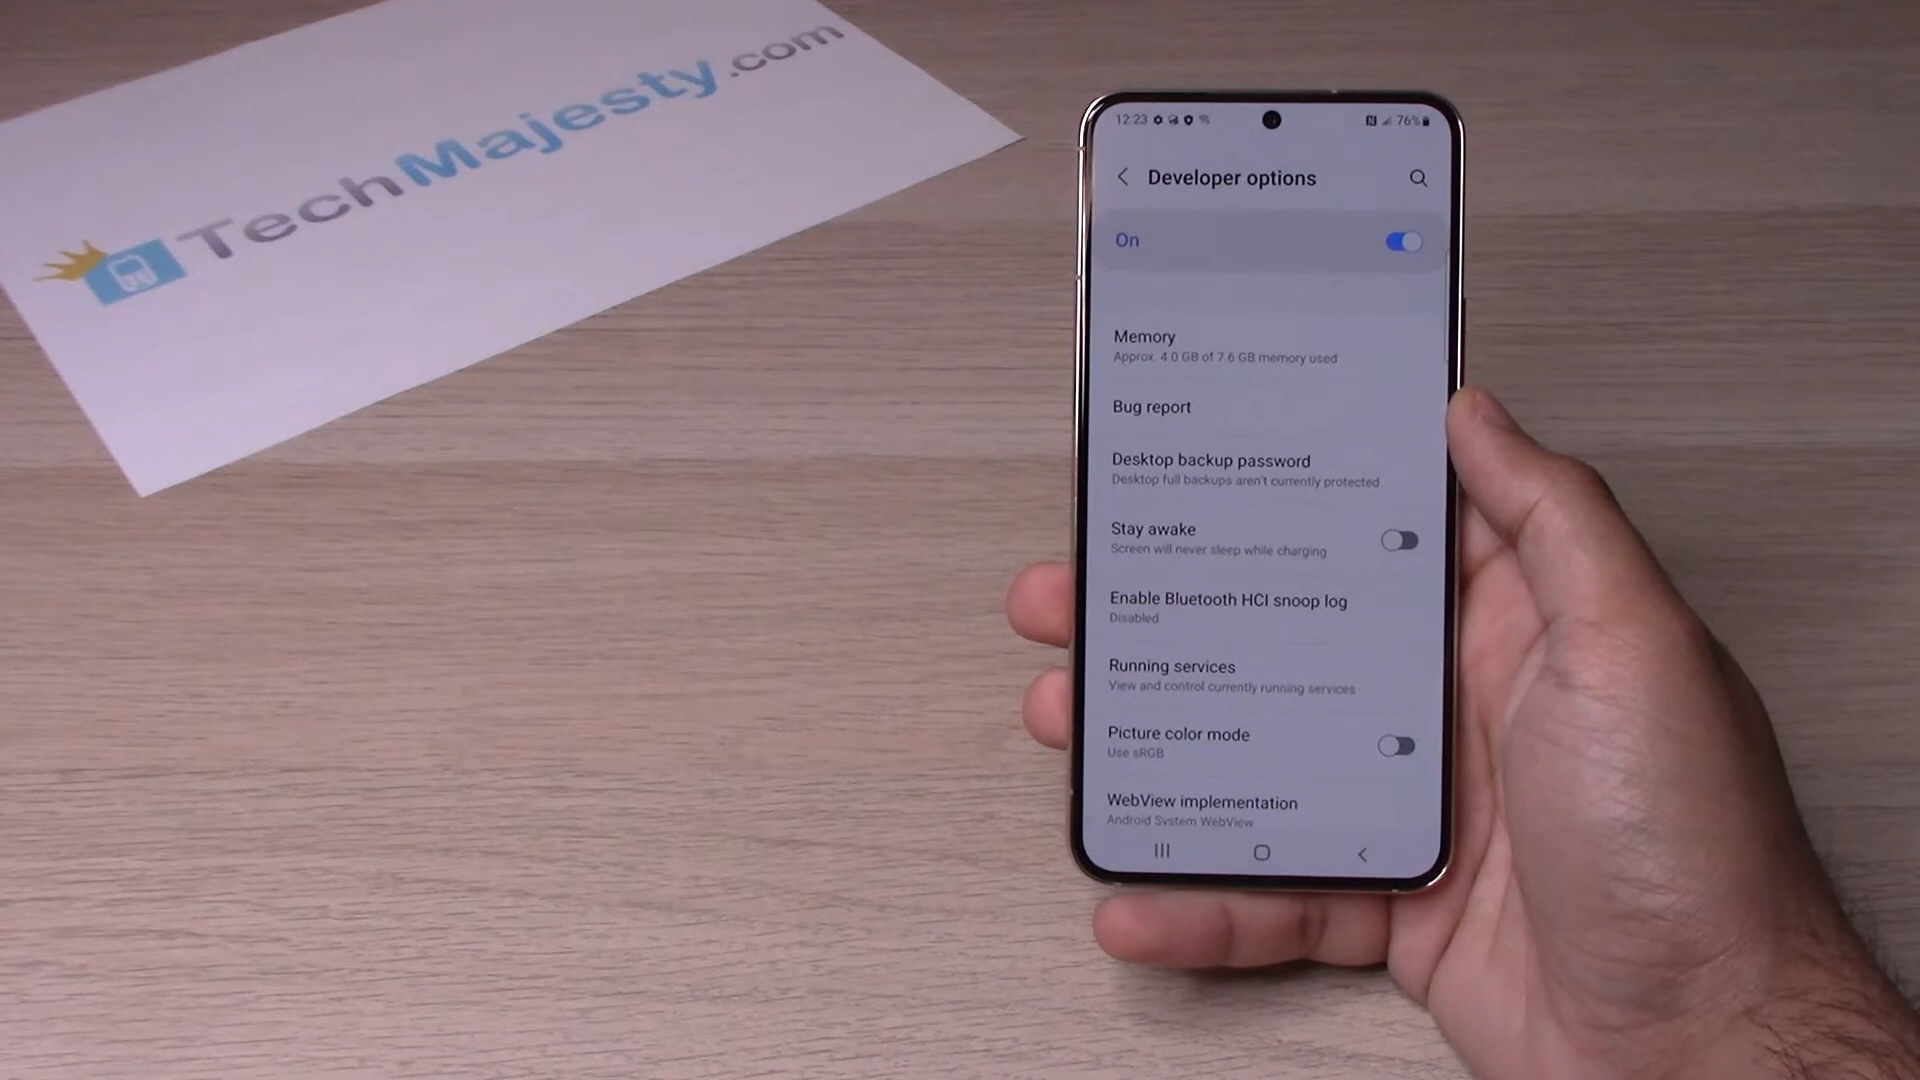 TechMajesty.com
12:23
76%
Developer options
On
Memory
Approx. 4.0 GB of 7.6 GB memory used
Bug report
Desktop backup password
Desktop full backups aren't currently protected
Stay awake
Screen will never sleep while charging
Enable Bluetooth HCI snoop log
Disabled
Running services
View and control currently running services
Picture color mode
Use sRGB
WebView implementation
Android System WebView